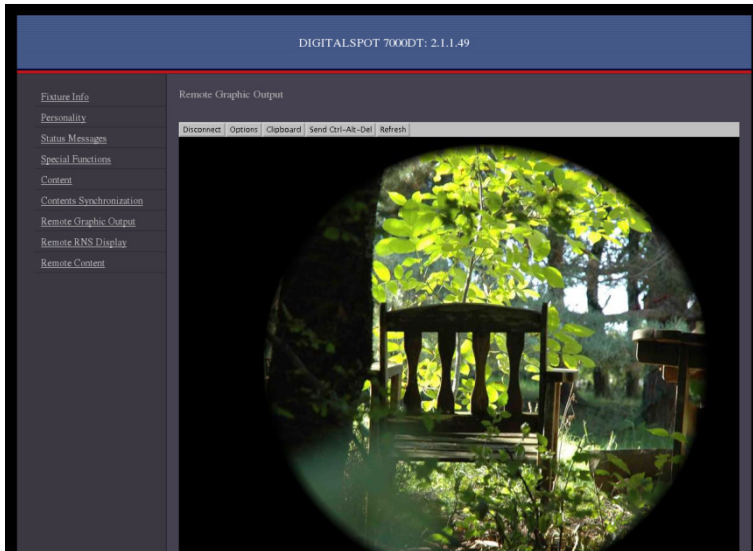 DIGITALSPOT 7000DT: 2.1.1.49
Fixture Info
Personality
Status Messages
Special Functions
Content
Contents Synchronization
Remote Graphic Output
Remote RNS Display
Remote Content
Remote Graphic Output
Disconnect Options Clipboard Send Ctrl-Alt-Del Refresh